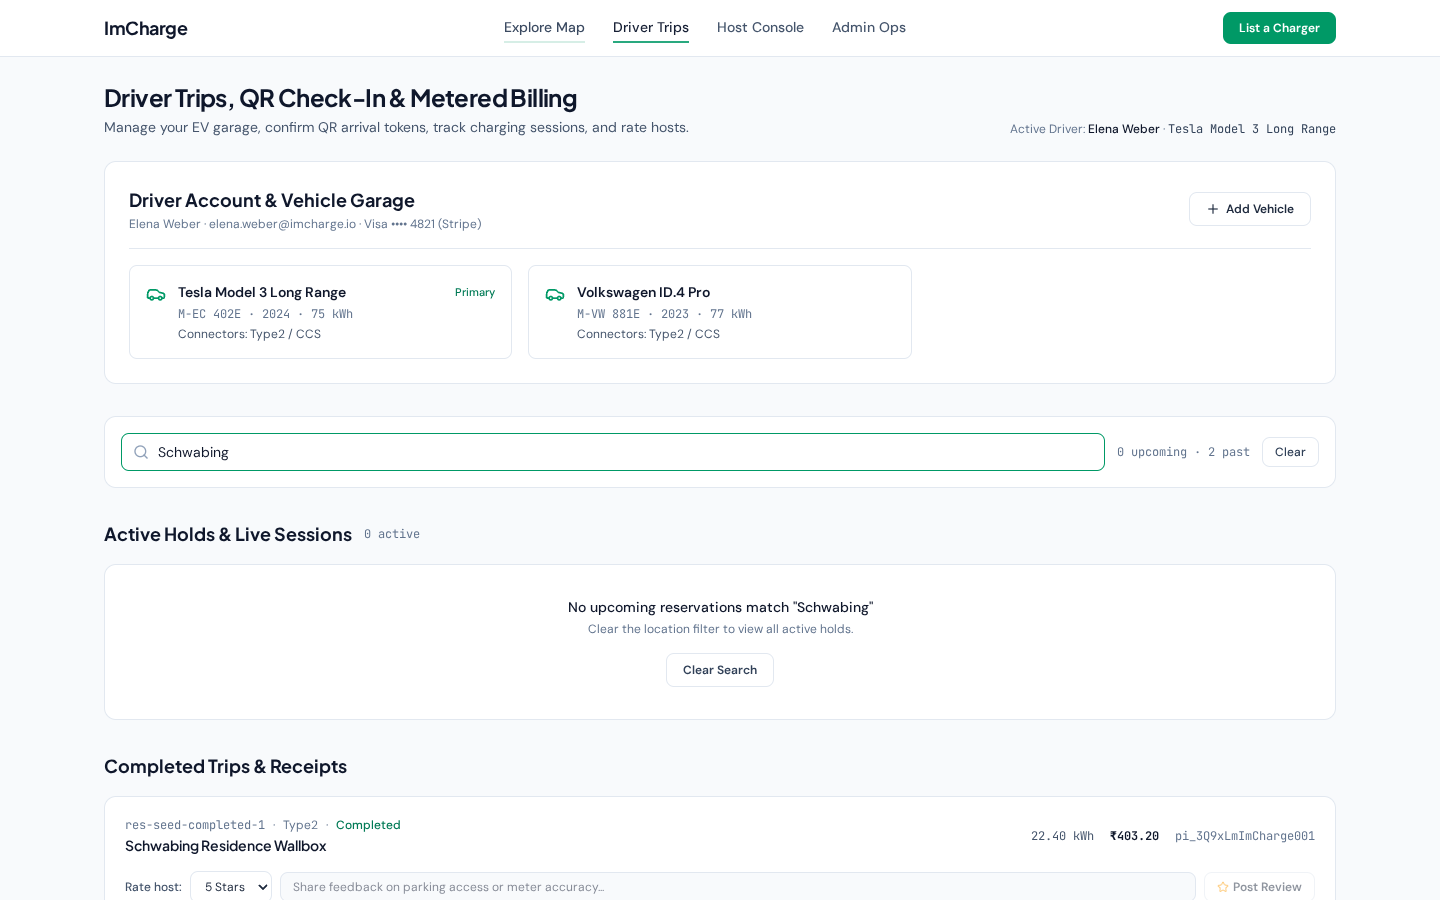 ImCharge
Explore Map
Driver Trips
Host Console
Admin Ops
List a Charger
Driver Trips, QR Check-In & Metered Billing
Manage your EV garage, confirm QR arrival tokens, track charging sessions, and rate hosts.
Active Driver: Elena Weber · Tesla Model 3 Long Range
Driver Account & Vehicle Garage
Elena Weber · elena.weber@imcharge.io · Visa •••• 4821 (Stripe)
Add Vehicle
Tesla Model 3 Long Range
Primary
M-EC 402E · 2024 · 75 kWh
Connectors: Type2 / CCS
Volkswagen ID.4 Pro
M-VW 881E · 2023 · 77 kWh
Connectors: Type2 / CCS
Schwabing
0 upcoming · 2 past
Clear
Active Holds & Live Sessions
0 active
No upcoming reservations match "Schwabing"
Clear the location filter to view all active holds.
Clear Search
Completed Trips & Receipts
res-seed-completed-1 · Type2 · Completed
Schwabing Residence Wallbox
22.40 kWh
₹403.20
pi_3Q9xLmImCharge001
Rate host:
5 Stars
Share feedback on parking access or meter accuracy...
Post Review